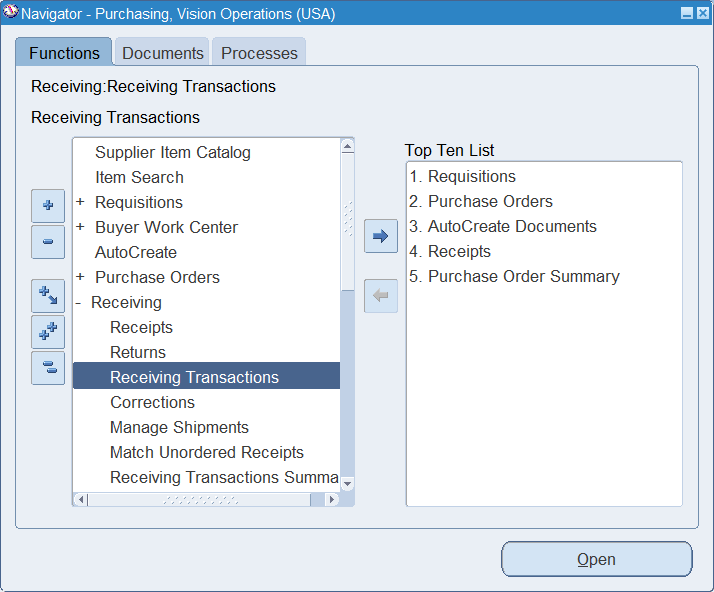 Navigator - Purchasing, Vision Operations (USA)
Functions
Documents
Processes
Receiving:Receiving Transactions
Receiving Transactions
Supplier Item Catalog
Item Search
+ Requisitions
+ Buyer Work Center
AutoCreate
+ Purchase Orders
- Receiving
Receipts
Returns
Receiving Transactions
Corrections
Manage Shipments
Match Unordered Receipts
Receiving Transactions Summa
Top Ten List
1. Requisitions
2. Purchase Orders
3. AutoCreate Documents
4. Receipts
5. Purchase Order Summary
Open